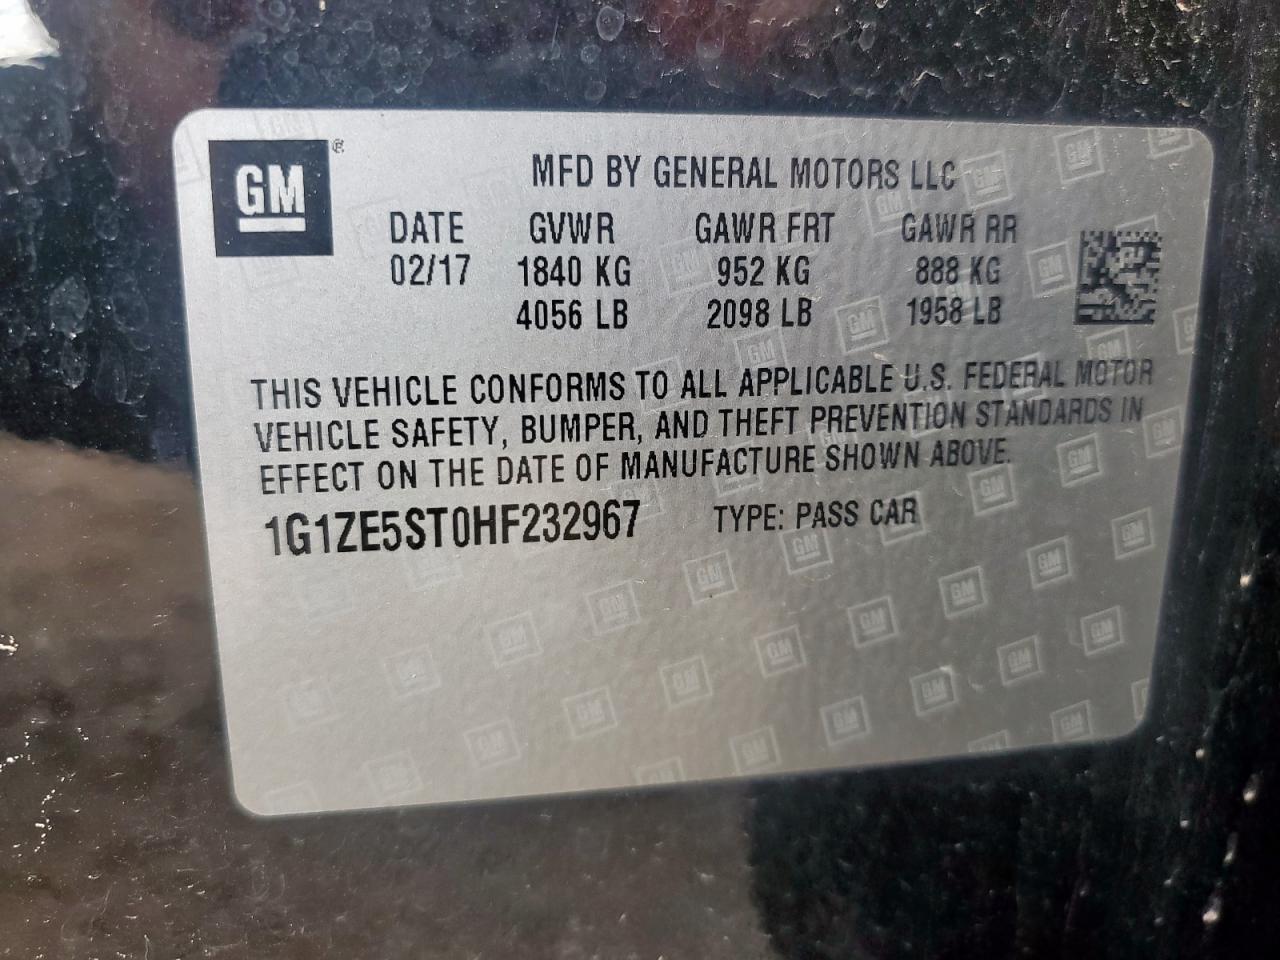 GM ®
MFD BY GENERAL MOTORS LLC
DATE GVWR GAWR FRT GAWR RR
02/17 1840 KG 952 KG 888 KG
4056 LB 2098 LB 1958 LB
THIS VEHICLE CONFORMS TO ALL APPLICABLE U.S. FEDERAL MOTOR
VEHICLE SAFETY, BUMPER, AND THEFT PREVENTION STANDARDS IN
EFFECT ON THE DATE OF MANUFACTURE SHOWN ABOVE.
1G1ZE5ST0HF232967 TYPE: PASS CAR